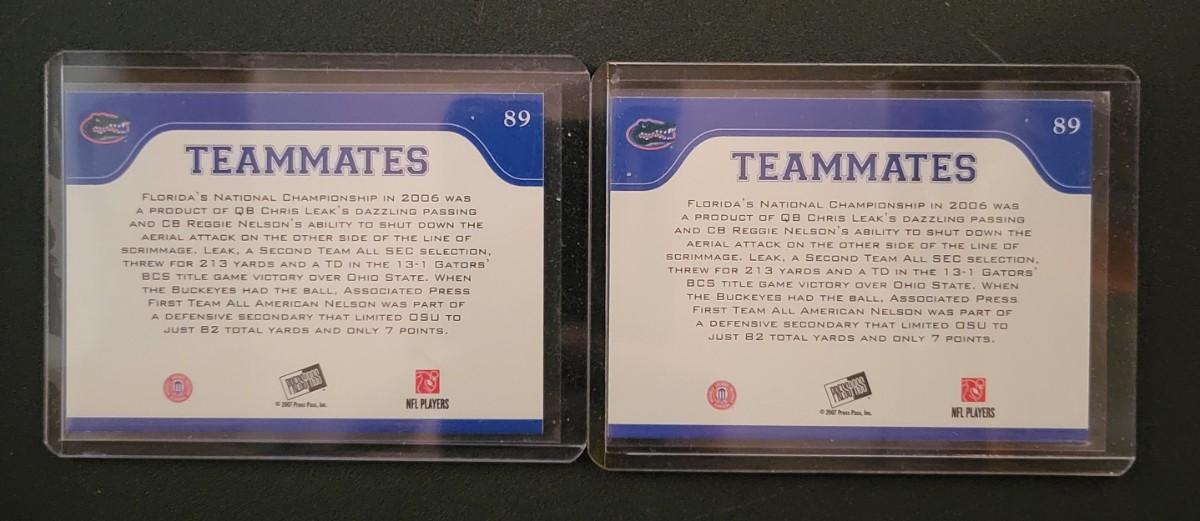 89
TEAMMATES
Florida's National Championship in 2006 was
a product of QB Chris Leak's dazzling passing
and CB Reggie Nelson's ability to shut down the
aerial attack on the other side of the line of
scrimmage. Leak, a Second Team All SEC selection,
threw for 213 yards and a TD in the 13-1 Gators'
BCS title game victory over Ohio State. When
the Buckeyes had the ball, Associated Press
First Team All American Nelson was part of
a defensive secondary that limited OSU to
just 82 total yards and only 7 points.
PRESS PASS
© 2007 Press Pass, Inc.
NFL PLAYERS
89
TEAMMATES
Florida's National Championship in 2006 was
a product of QB Chris Leak's dazzling passing
and CB Reggie Nelson's ability to shut down the
aerial attack on the other side of the line of
scrimmage. Leak, a Second Team All SEC selection,
threw for 213 yards and a TD in the 13-1 Gators'
BCS title game victory over Ohio State. When
the Buckeyes had the ball, Associated Press
First Team All American Nelson was part of
a defensive secondary that limited OSU to
just 82 total yards and only 7 points.
PRESS PASS
© 2007 Press Pass, Inc.
NFL PLAYERS